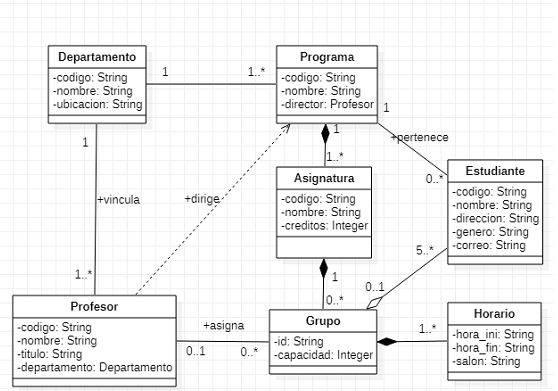 Departamento
-codigo: String
-nombre: String
-ubicacion: String
1
1..*
Programa
-codigo: String
-nombre: String
-director: Profesor
1
+pertenece
0..*
1
1..*
1
+vincula
1..*
+dirige
Asignatura
-codigo: String
-nombre: String
-creditos: Integer
Estudiante
-codigo: String
-nombre: String
-direccion: String
-genero: String
-correo: String
5..*
0..1
1
0..*
Profesor
-codigo: String
-nombre: String
-titulo: String
-departamento: Departamento
+asigna
0..1
0..*
Grupo
-id: String
-capacidad: Integer
1..*
Horario
-hora_ini: String
-hora_fin: String
-salon: String